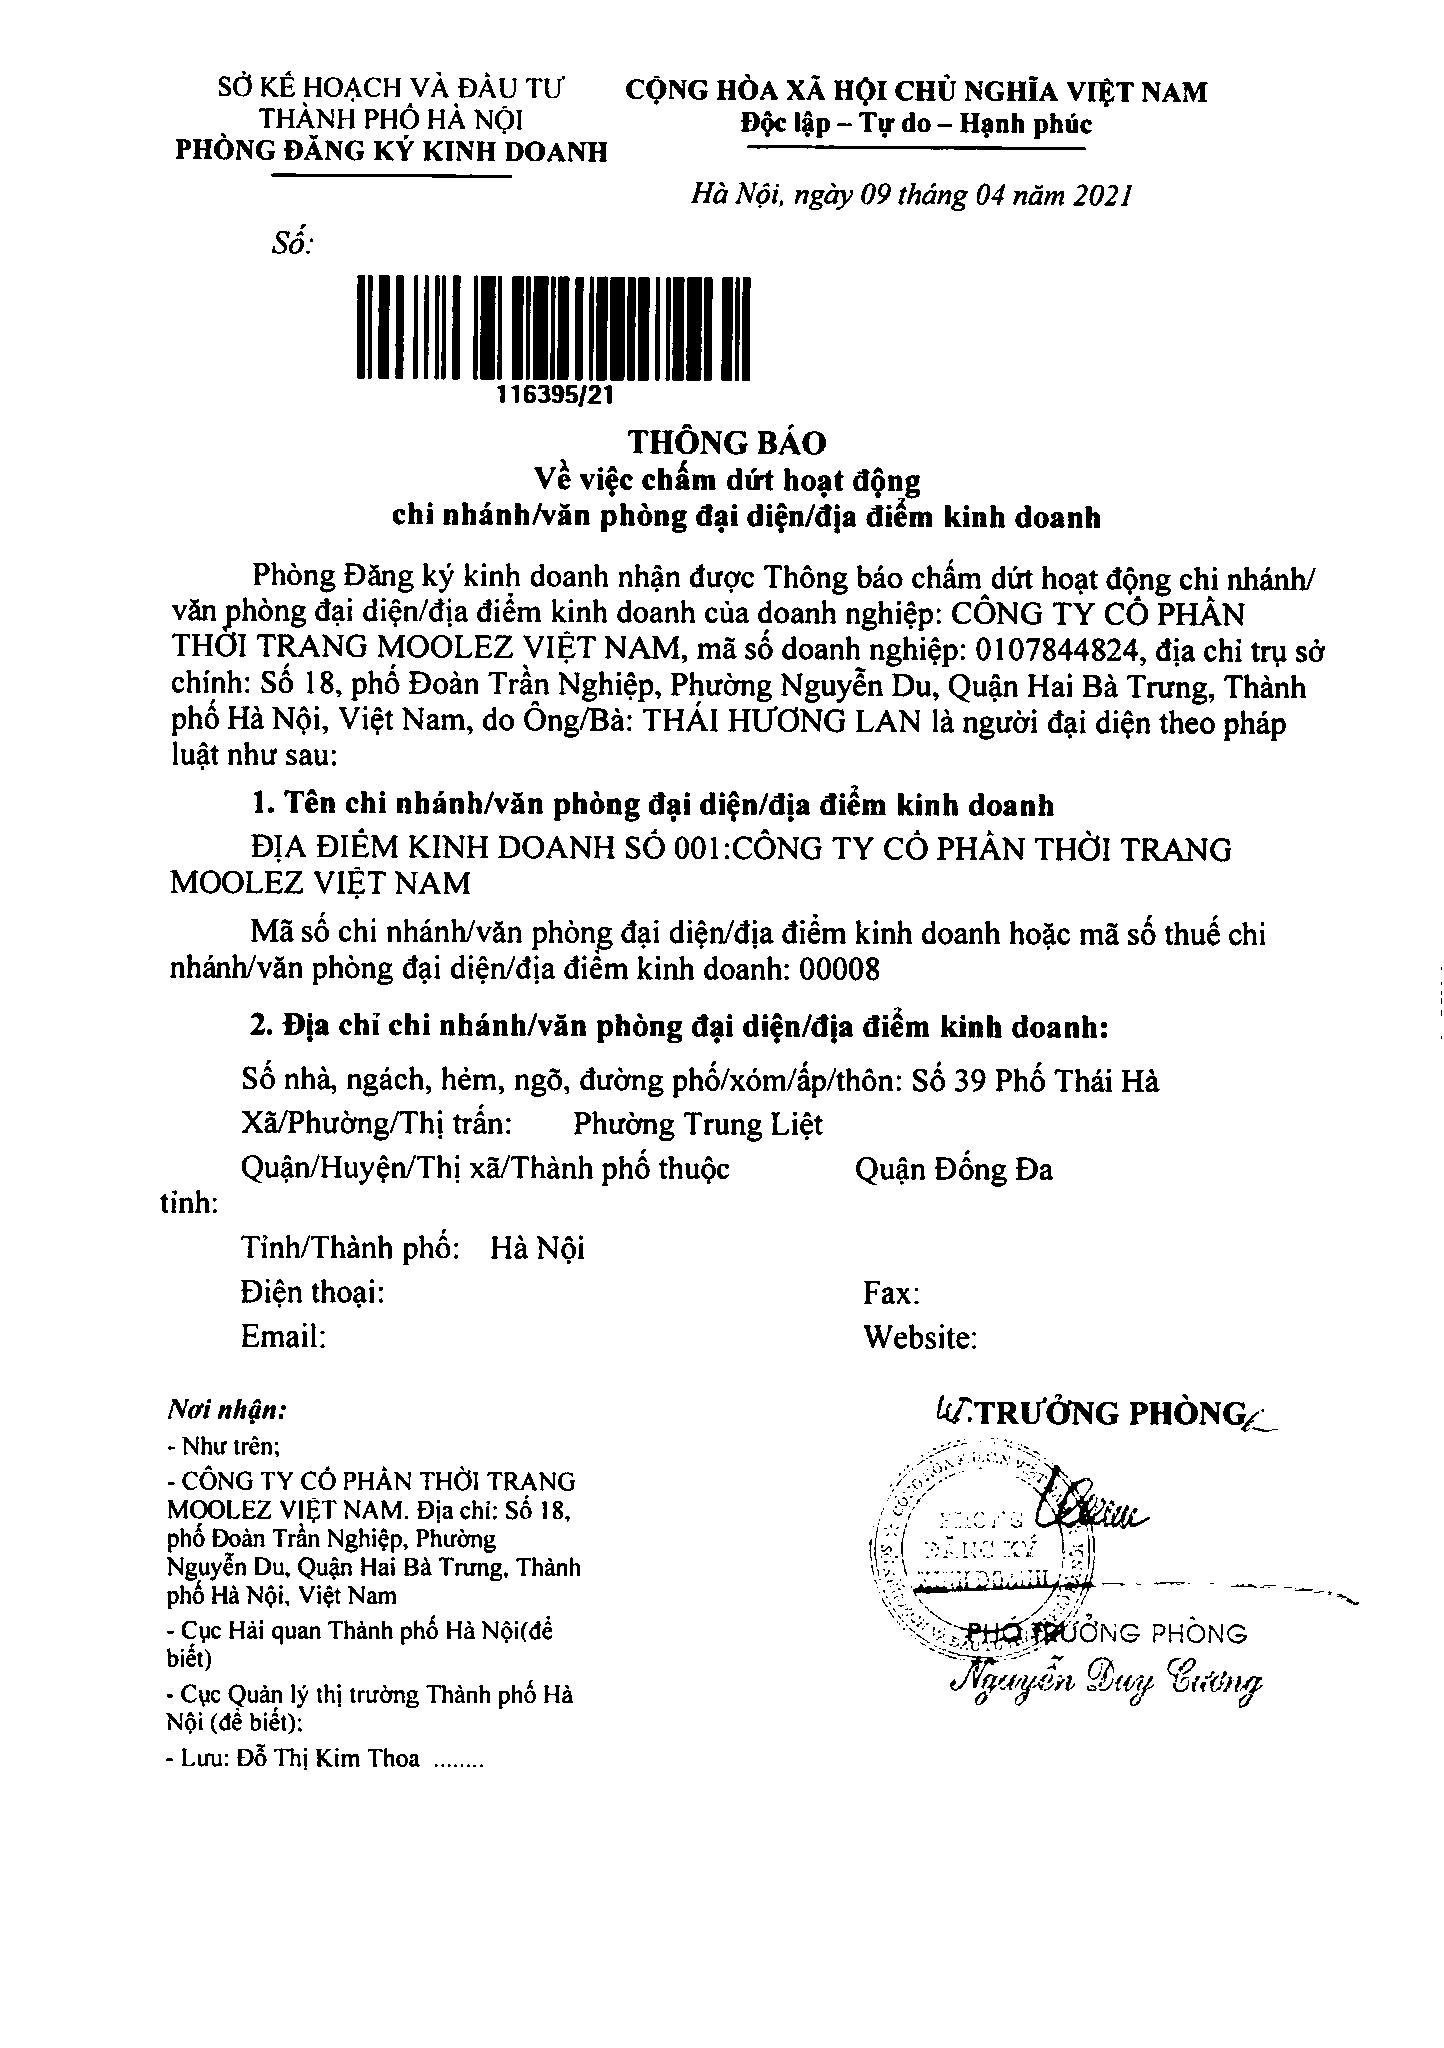 SỞ KẾ HOẠCH VÀ ĐẦU TƯ
THÀNH PHỐ HÀ NỘI
PHÒNG ĐĂNG KÝ KINH DOANH
CỘNG HÒA XÃ HỘI CHỦ NGHĨA VIỆT NAM
Độc lập – Tự do – Hạnh phúc
Hà Nội, ngày 09 tháng 04 năm 2021
Số:
116395/21
THÔNG BÁO
Về việc chấm dứt hoạt động
chi nhánh/văn phòng đại diện/địa điểm kinh doanh
Phòng Đăng ký kinh doanh nhận được Thông báo chấm dứt hoạt động chi nhánh/
văn phòng đại diện/địa điểm kinh doanh của doanh nghiệp: CÔNG TY CỔ PHẦN
THỜI TRANG MOOLEZ VIỆT NAM, mã số doanh nghiệp: 0107844824, địa chỉ trụ sở
chính: Số 18, phố Đoàn Trần Nghiệp, Phường Nguyễn Du, Quận Hai Bà Trưng, Thành
phố Hà Nội, Việt Nam, do Ông/Bà: THÁI HƯƠNG LAN là người đại diện theo pháp
luật như sau:
1. Tên chi nhánh/văn phòng đại diện/địa điểm kinh doanh
ĐỊA ĐIỂM KINH DOANH SỐ 001:CÔNG TY CỔ PHẦN THỜI TRANG
MOOLEZ VIỆT NAM
Mã số chi nhánh/văn phòng đại diện/địa điểm kinh doanh hoặc mã số thuế chi
nhánh/văn phòng đại diện/địa điểm kinh doanh: 00008
2. Địa chỉ chi nhánh/văn phòng đại diện/địa điểm kinh doanh:
Số nhà, ngách, hẻm, ngõ, đường phố/xóm/ấp/thôn: Số 39 Phố Thái Hà
Xã/Phường/Thị trấn: Phường Trung Liệt
Quận/Huyện/Thị xã/Thành phố thuộc Quận Đống Đa
tỉnh:
Tỉnh/Thành phố: Hà Nội
Điện thoại: Fax:
Email: Website:
Nơi nhận:
- Như trên;
- CÔNG TY CỔ PHẦN THỜI TRANG
MOOLEZ VIỆT NAM. Địa chỉ: Số 18,
phố Đoàn Trần Nghiệp, Phường
Nguyễn Du, Quận Hai Bà Trưng, Thành
phố Hà Nội, Việt Nam
- Cục Hải quan Thành phố Hà Nội(để
biết)
- Cục Quản lý thị trường Thành phố Hà
Nội (để biết);
- Lưu: Đỗ Thị Kim Thoa ........
KT.TRƯỞNG PHÒNG
PHÒNG
ĐĂNG KÝ
KINH DOANH
PHÓ TRƯỞNG PHÒNG
Nguyễn Duy Cường